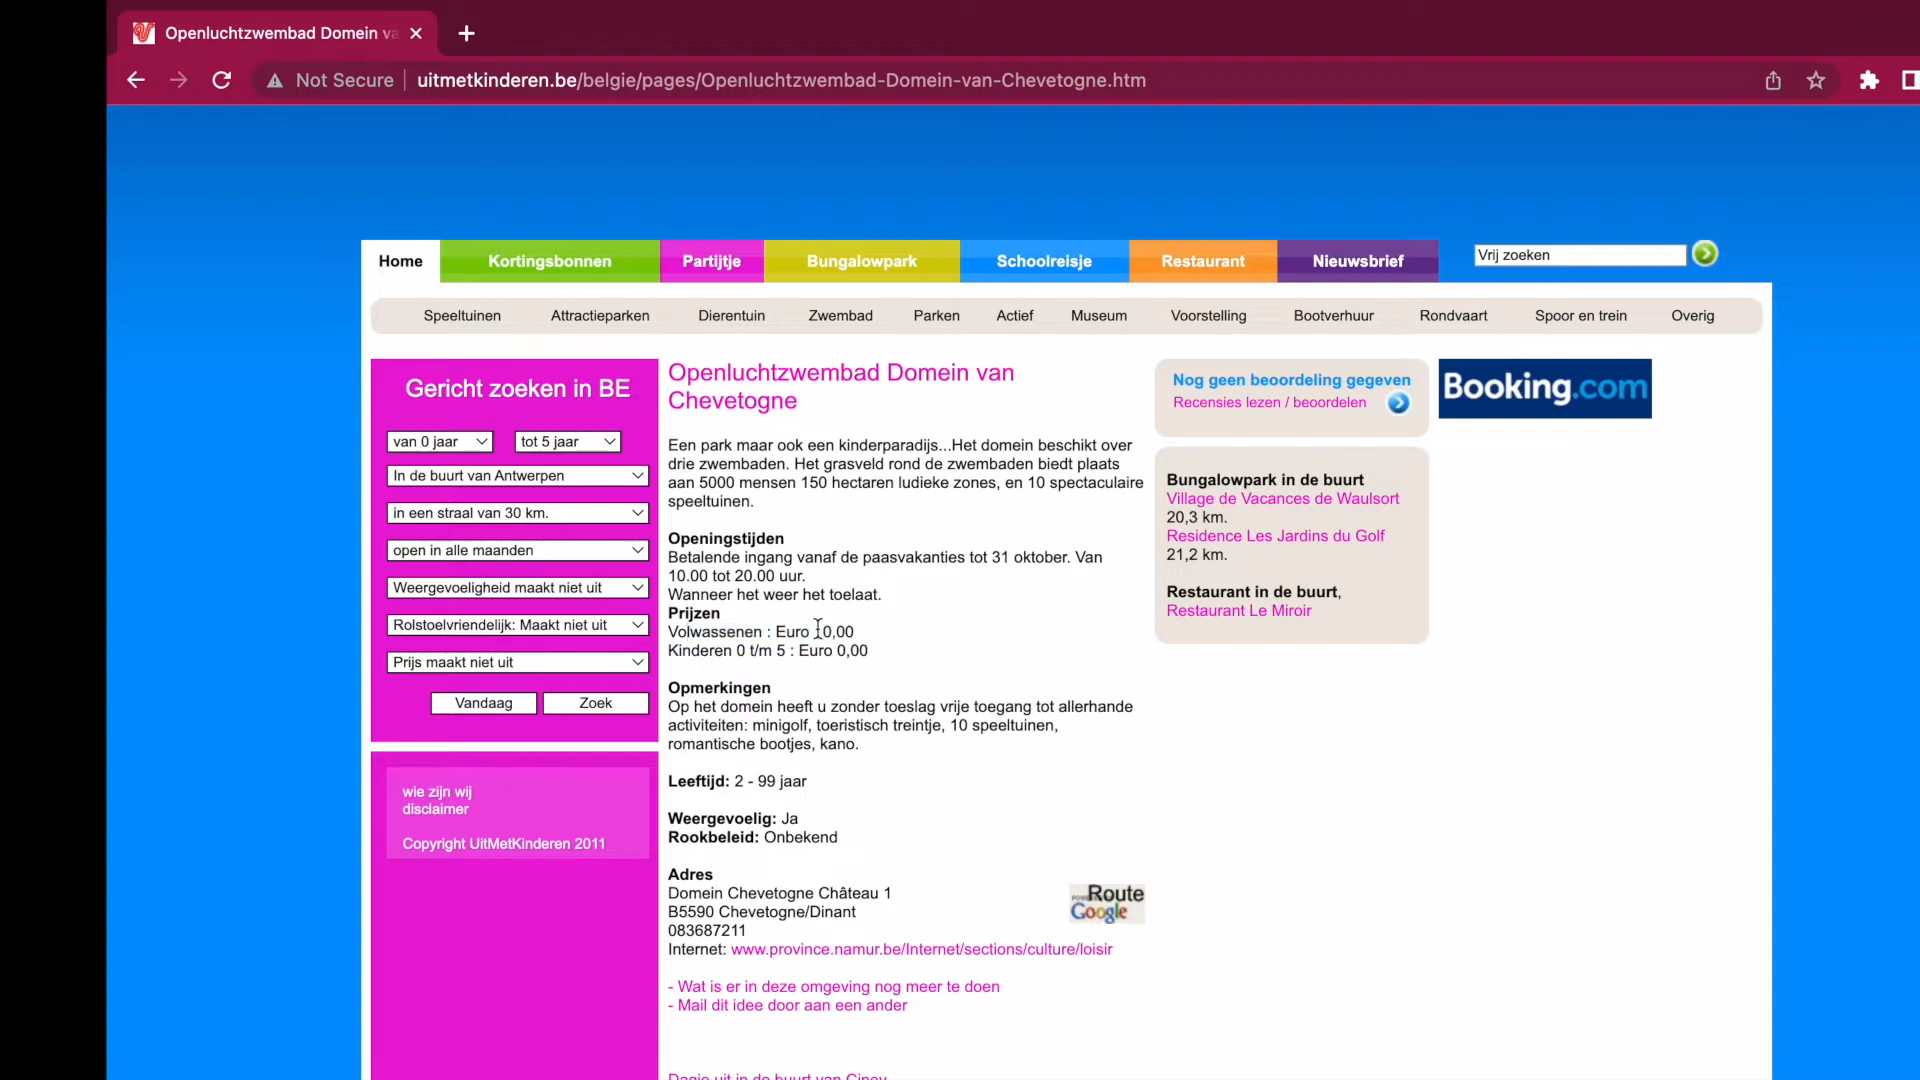 Openluchtzwembad Domein va
Not Secure
uitmetkinderen.be/belgie/pages/Openluchtzwembad-Domein-van-Chevetogne.htm
Home Kortingsbonnen Partijtje Bungalowpark Schoolreisje Restaurant Nieuwsbrief
Vrij zoeken
Speeltuinen Attractieparken Dierentuin Zwembad Parken Actief Museum Voorstelling Bootverhuur Rondvaart Spoor en trein Overig
Gericht zoeken in BE
van 0 jaar tot 5 jaar
In de buurt van Antwerpen
in een straal van 30 km.
open in alle maanden
Weergevoeligheid maakt niet uit
Rolstoelvriendelijk: Maakt niet uit
Prijs maakt niet uit
Vandaag Zoek
wie zijn wij
disclaimer
Copyright UitMetKinderen 2011
Openluchtzwembad Domein van
Chevetogne
Een park maar ook een kinderparadijs...Het domein beschikt over
drie zwembaden. Het grasveld rond de zwembaden biedt plaats
aan 5000 mensen 150 hectaren ludieke zones, en 10 spectaculaire
speeltuinen.
Openingstijden
Betalende ingang vanaf de paasvakanties tot 31 oktober. Van
10.00 tot 20.00 uur.
Wanneer het weer het toelaat.
Prijzen
Volwassenen : Euro 10,00
Kinderen 0 t/m 5 : Euro 0,00
Opmerkingen
Op het domein heeft u zonder toeslag vrije toegang tot allerhande
activiteiten: minigolf, toeristisch treintje, 10 speeltuinen,
romantische bootjes, kano.
Leeftijd: 2 - 99 jaar
Weergevoelig: Ja
Rookbeleid: Onbekend
Adres
Domein Chevetogne Château 1
B5590 Chevetogne/Dinant
083687211
Internet: www.province.namur.be/Internet/sections/culture/loisir
Route
Google
- Wat is er in deze omgeving nog meer te doen
- Mail dit idee door aan een ander
Dagje uit in de buurt van Ciney
Nog geen beoordeling gegeven
Recensies lezen / beoordelen
Bungalowpark in de buurt
Village de Vacances de Waulsort
20,3 km.
Residence Les Jardins du Golf
21,2 km.
Restaurant in de buurt,
Restaurant Le Miroir
Booking.com